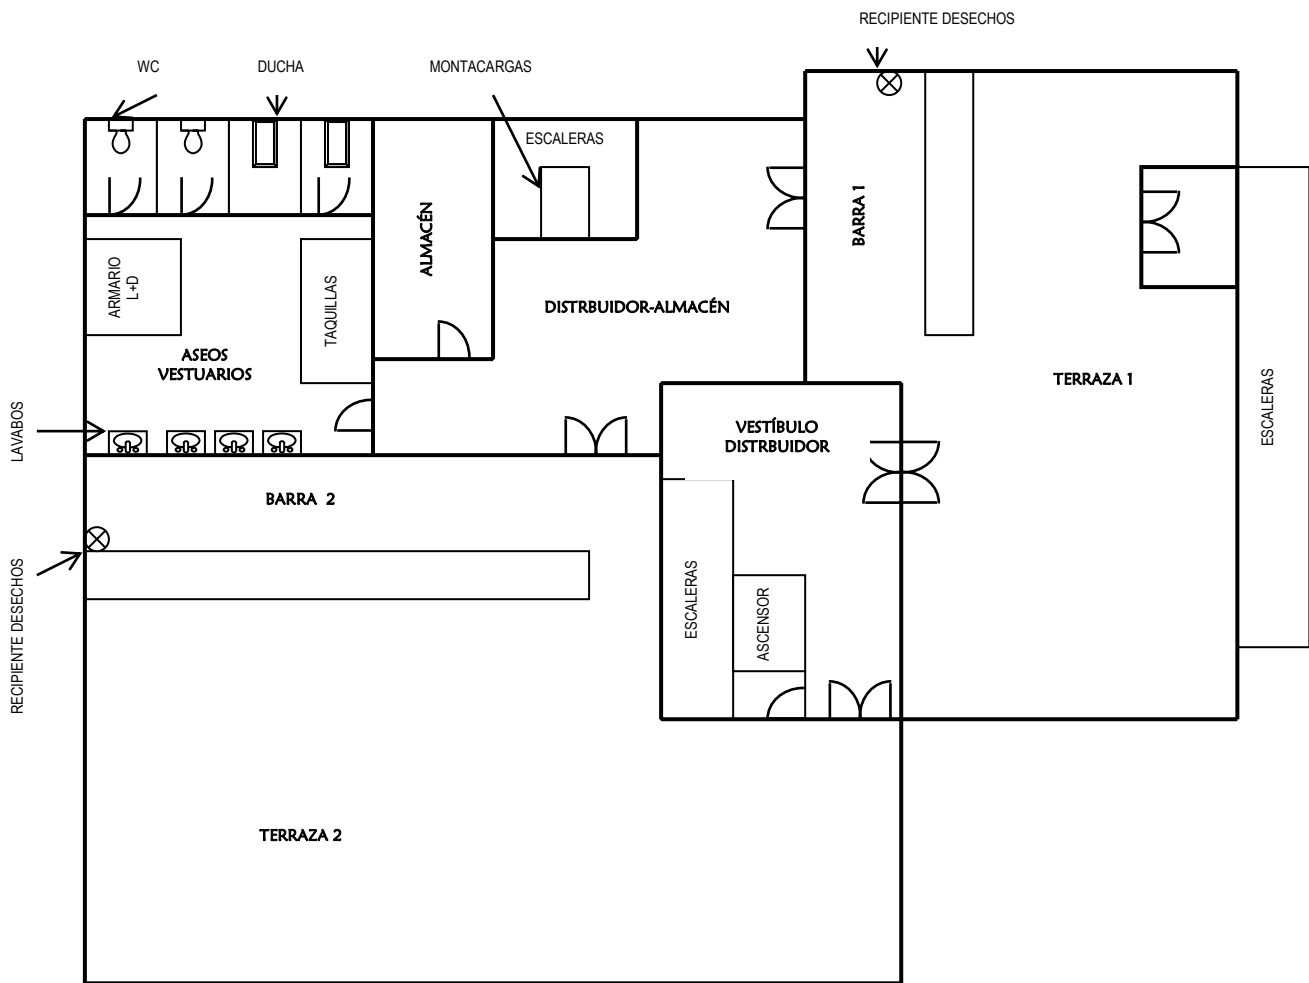 RECIPIENTE DESECHOS
WC
DUCHA
MONTACARGAS
ESCALERAS
ALMACÉN
BARRA 1
ARMARIO
L+D
TAQUILLAS
DISTRBUIDOR-ALMACÉN
ASEOS
VESTUARIOS
TERRAZA 1
ESCALERAS
LAVABOS
VESTÍBULO
DISTRBUIDOR
BARRA 2
RECIPIENTE DESECHOS
ESCALERAS
ASCENSOR
TERRAZA 2